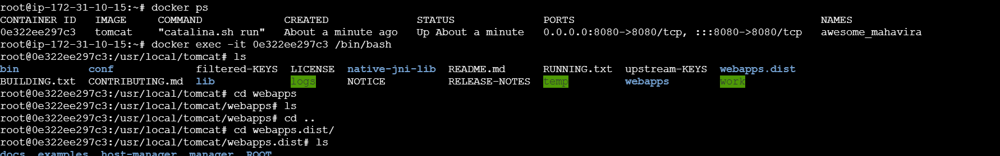 root@ip-172-31-10-15:~# docker ps
CONTAINER ID   IMAGE     COMMAND             CREATED              STATUS              PORTS                                       NAMES
0e322ee297c3   tomcat    "catalina.sh run"   About a minute ago   Up About a minute   0.0.0.0:8080->8080/tcp, :::8080->8080/tcp   awesome_mahavira
root@ip-172-31-10-15:~# docker exec -it 0e322ee297c3 /bin/bash
root@0e322ee297c3:/usr/local/tomcat# ls
bin           conf             filtered-KEYS  LICENSE  native-jni-lib  README.md      RUNNING.txt  upstream-KEYS  webapps.dist
BUILDING.txt  CONTRIBUTING.md  lib            logs     NOTICE          RELEASE-NOTES  temp         webapps        work
root@0e322ee297c3:/usr/local/tomcat# cd webapps
root@0e322ee297c3:/usr/local/tomcat/webapps# ls
root@0e322ee297c3:/usr/local/tomcat/webapps# cd ..
root@0e322ee297c3:/usr/local/tomcat# cd webapps.dist/
root@0e322ee297c3:/usr/local/tomcat/webapps.dist# ls
docs  examples  host-manager  manager  ROOT